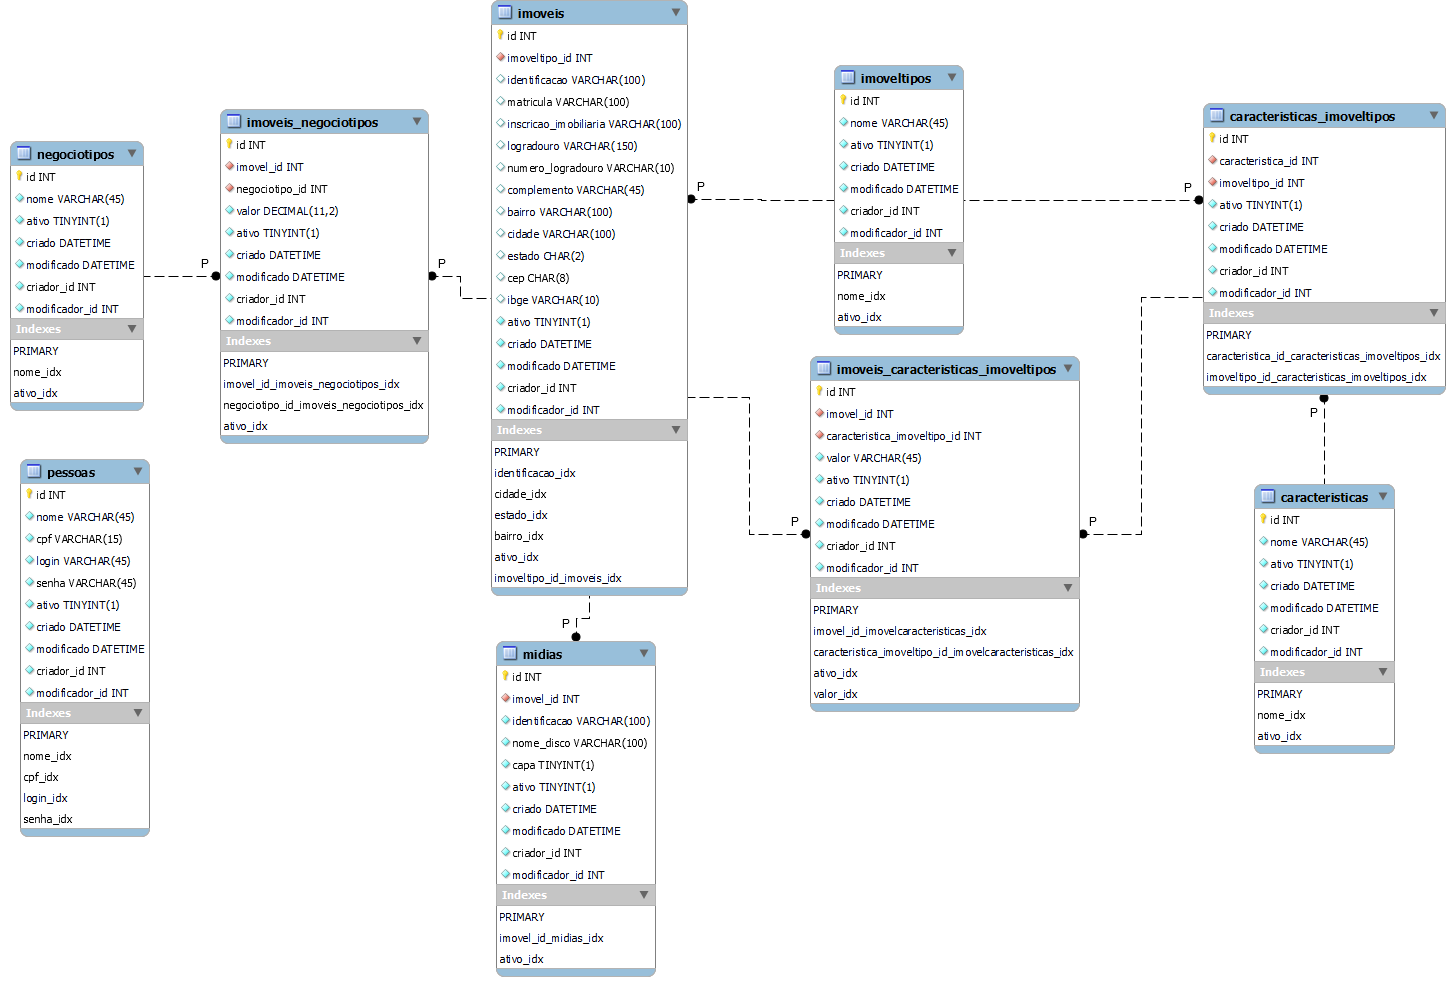 negociotipos
id INT
nome VARCHAR(45)
ativo TINYINT(1)
criado DATETIME
modificado DATETIME
criador_id INT
modificador_id INT
Indexes
PRIMARY
nome_idx
ativo_idx
P
imoveis_negociotipos
id INT
imovel_id INT
negociotipo_id INT
valor DECIMAL(11,2)
ativo TINYINT(1)
criado DATETIME
modificado DATETIME
criador_id INT
modificador_id INT
Indexes
PRIMARY
imovel_id_imoveis_negociotipos_idx
negociotipo_id_imoveis_negociotipos_idx
ativo_idx
P
imoveis
id INT
imoveltipo_id INT
identificacao VARCHAR(100)
matricula VARCHAR(100)
inscricao_imobiliaria VARCHAR(100)
logradouro VARCHAR(150)
numero_logradouro VARCHAR(10)
complemento VARCHAR(45)
bairro VARCHAR(100)
cidade VARCHAR(100)
estado CHAR(2)
cep CHAR(8)
ibge VARCHAR(10)
ativo TINYINT(1)
criado DATETIME
modificado DATETIME
criador_id INT
modificador_id INT
Indexes
PRIMARY
identificacao_idx
cidade_idx
estado_idx
bairro_idx
ativo_idx
imoveltipo_id_imoveis_idx
P
imoveltipos
id INT
nome VARCHAR(45)
ativo TINYINT(1)
criado DATETIME
modificado DATETIME
criador_id INT
modificador_id INT
Indexes
PRIMARY
nome_idx
ativo_idx
P
caracteristicas_imoveltipos
id INT
caracteristica_id INT
imoveltipo_id INT
ativo TINYINT(1)
criado DATETIME
modificado DATETIME
criador_id INT
modificador_id INT
Indexes
PRIMARY
caracteristica_id_caracteristicas_imoveltipos_idx
imoveltipo_id_caracteristicas_imoveltipos_idx
P
pessoas
id INT
nome VARCHAR(45)
cpf VARCHAR(15)
login VARCHAR(45)
senha VARCHAR(45)
ativo TINYINT(1)
criado DATETIME
modificado DATETIME
criador_id INT
modificador_id INT
Indexes
PRIMARY
nome_idx
cpf_idx
login_idx
senha_idx
P
midias
id INT
imovel_id INT
identificacao VARCHAR(100)
nome_disco VARCHAR(100)
capa TINYINT(1)
ativo TINYINT(1)
criado DATETIME
modificado DATETIME
criador_id INT
modificador_id INT
Indexes
PRIMARY
imovel_id_midias_idx
ativo_idx
P
imoveis_caracteristicas_imoveltipos
id INT
imovel_id INT
caracteristica_imoveltipo_id INT
valor VARCHAR(45)
ativo TINYINT(1)
criado DATETIME
modificado DATETIME
criador_id INT
modificador_id INT
Indexes
PRIMARY
imovel_id_imovelcaracteristicas_idx
caracteristica_imoveltipo_id_imovelcaracteristicas_idx
ativo_idx
valor_idx
P
caracteristicas
id INT
nome VARCHAR(45)
ativo TINYINT(1)
criado DATETIME
modificado DATETIME
criador_id INT
modificador_id INT
Indexes
PRIMARY
nome_idx
ativo_idx